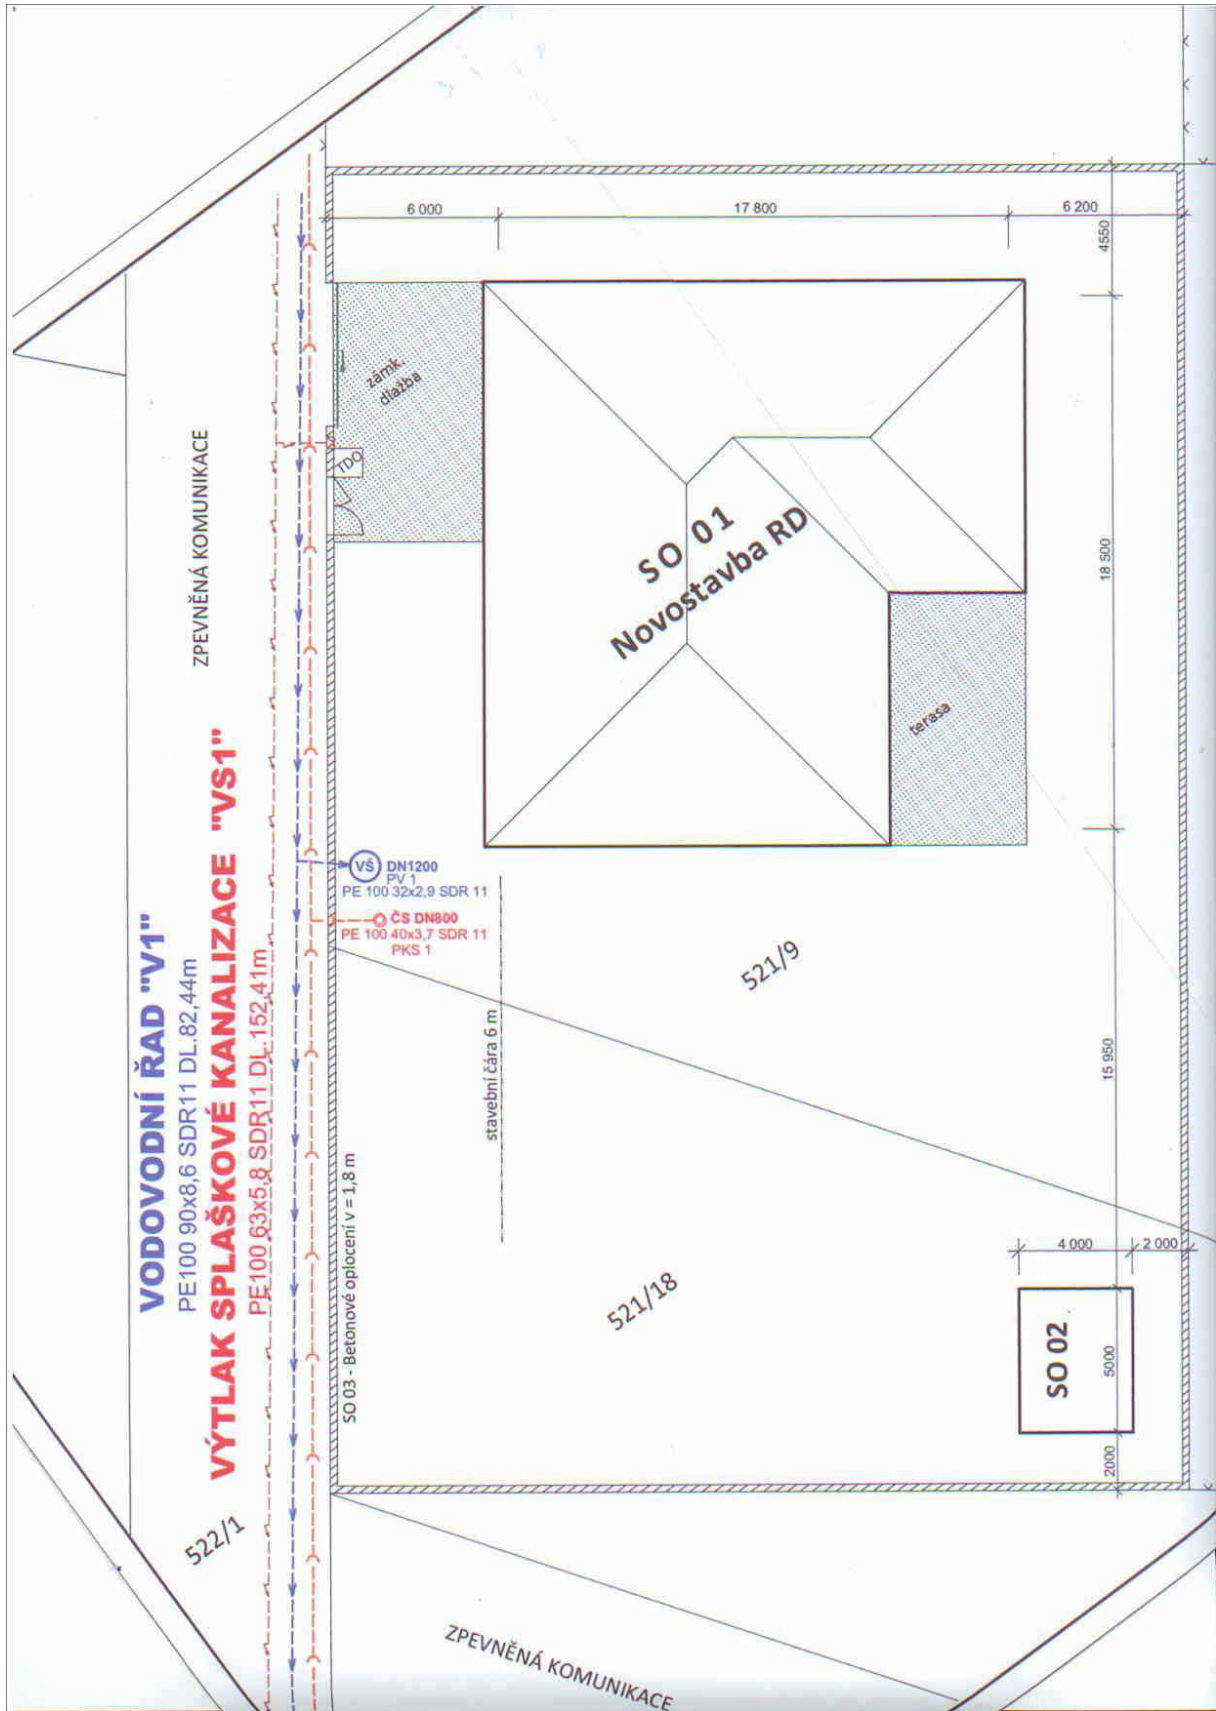 6 000
17 800
6 200
4550
zámk.
dlažba
TDO
ZPEVNĚNÁ KOMUNIKACE
SO 01
Novostavba RD
18 500
terasa
VŠ
DN1200
PV 1
PE 100 32x2,9 SDR 11
ČS DN800
PE 100 40x3,7 SDR 11
PKS 1
VODOVODNÍ ŘAD "V1"
PE100 90x8,6 SDR11 DL.82,44m
VÝTLAK SPLAŠKOVÉ KANALIZACE "VS1"
PE100 63x5,8 SDR11 DL.152,41m
521/9
stavební čára 6 m
15 950
SO 03 - Betonové oplocení v = 1,8 m
521/18
4 000
2 000
SO 02
5000
2000
522/1
ZPEVNĚNÁ KOMUNIKACE